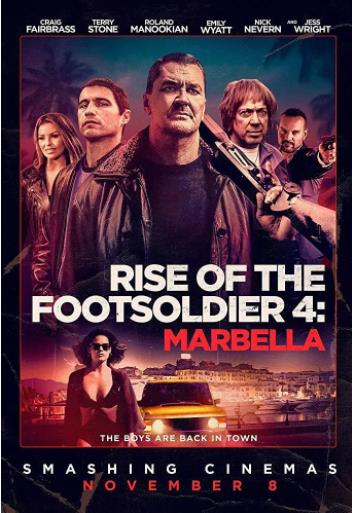 CRAIG FAIRBRASS TERRY STONE ROLAND MANOOKIAN EMILY WYATT NICK NEVERN AND JESS WRIGHT
RISE OF THE
FOOTSOLDIER 4:
MARBELLA
THE BOYS ARE BACK IN TOWN
SMASHING CINEMAS
NOVEMBER 8